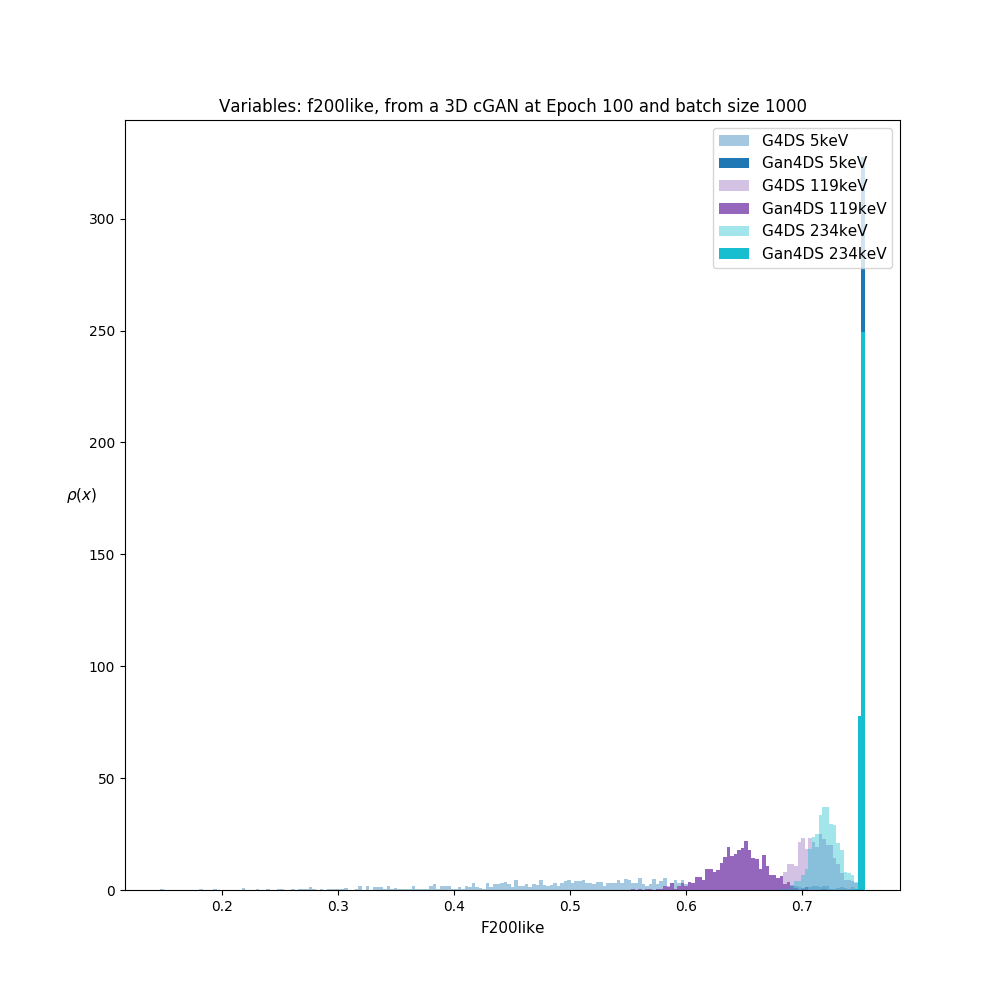 Variables: f200like, from a 3D cGAN at Epoch 100 and batch size 1000
G4DS 5keV
Gan4DS 5keV
G4DS 119keV
Gan4DS 119keV
G4DS 234keV
Gan4DS 234keV
300
250
200
ρ(x)
150
100
50
0
0.2 0.3 0.4 0.5 0.6 0.7
F200like